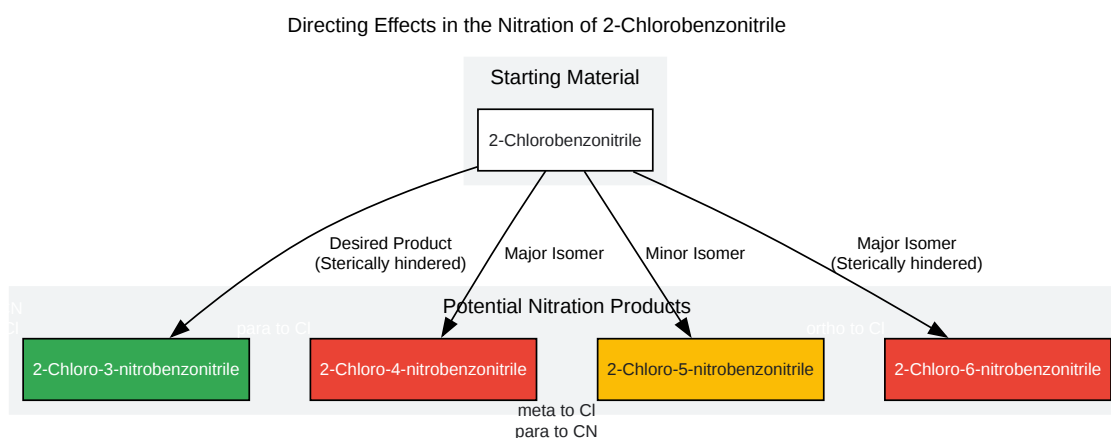 Directing Effects in the Nitration of 2-Chlorobenzonitrile
Starting Material
2-Chlorobenzonitrile
Desired Product
(Sterically hindered)
Major Isomer
Minor Isomer
Major Isomer
(Sterically hindered)
Potential Nitration Products
CN
Cl
para to Cl
ortho to Cl
2-Chloro-3-nitrobenzonitrile
2-Chloro-4-nitrobenzonitrile
2-Chloro-5-nitrobenzonitrile
2-Chloro-6-nitrobenzonitrile
meta to Cl
para to CN